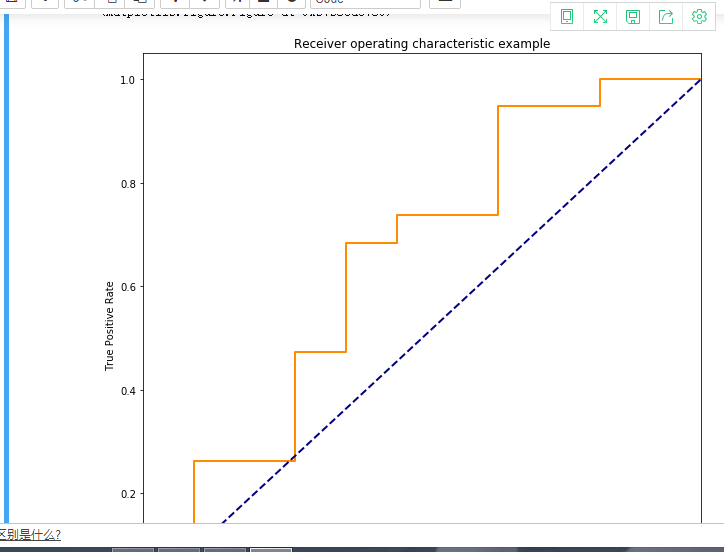 Code
Receiver operating characteristic example
1.0
0.8
0.6
True Positive Rate
0.4
0.2
区别是什么?